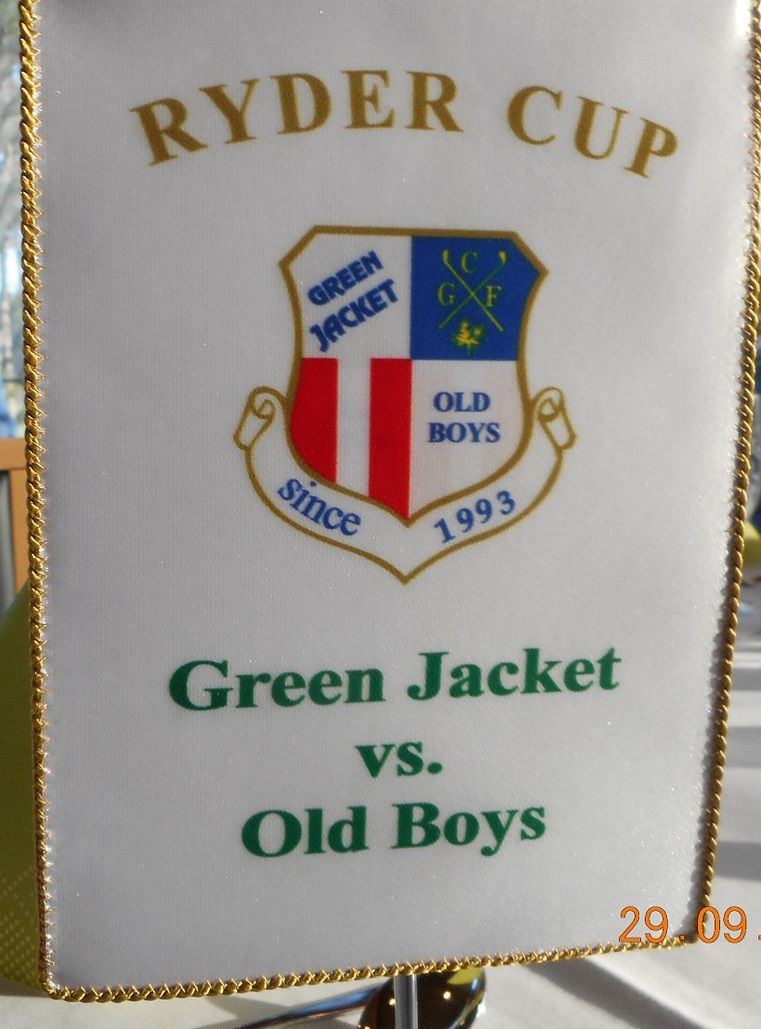 RYDER CUP
GREEN
JACKET
C
G F
OLD
BOYS
since 1993
Green Jacket
vs.
Old Boys
29.09.